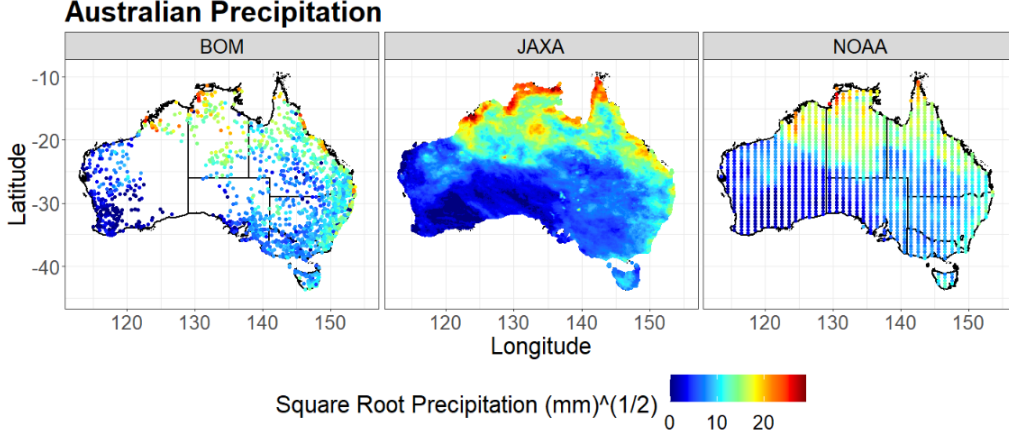 Australian Precipitation
BOM JAXA NOAA
Latitude
-10
-20
-30
-40
120 130 140 150 120 130 140 150 120 130 140 150
Longitude
Square Root Precipitation (mm)^(1/2)
0 10 20